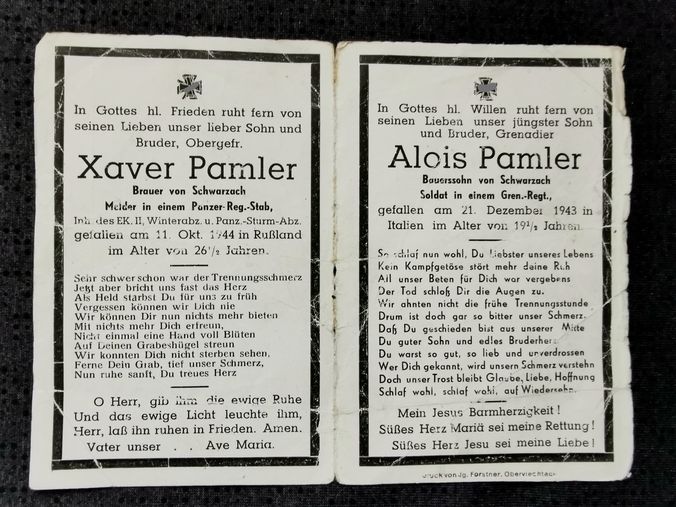 In Gottes hl. Frieden ruht fern von
seinen Lieben unser lieber Sohn und
Bruder, Obergefr.
Xaver Pamler
Brauer von Schwarzach
Melder in einem Panzer-Reg.-Stab,
Inh. des EK. II, Winterabz. u. Panz.-Sturm-Abz.
gefallen am 11. Okt. 1944 in Rußland
im Alter von 26½ Jahren.
Sehr schwer schon war der Trennungsschmerz
Jetzt aber bricht uns fast das Herz
Als Held starbst Du für uns zu früh
Vergessen können wir Dich nie
Wir können Dir nun nichts mehr bieten
Mit nichts mehr Dich erfreun,
Nicht einmal eine Hand voll Blüten
Auf Deinen Grabeshügel streun
Wir konnten Dich nicht sterben sehen,
Ferne Dein Grab, tief unser Schmerz,
Nun ruhe sanft, Du treues Herz
O Herr, gib ihm die ewige Ruhe
Und das ewige Licht leuchte ihm,
Herr, laß ihn ruhen in Frieden. Amen.
Vater unser . . Ave Maria.
In Gottes hl. Willen ruht fern von
seinen Lieben unser jüngster Sohn
und Bruder, Grenadier
Alois Pamler
Bauerssohn von Schwarzach
Soldat in einem Gren.-Regt.,
gefallen am 21. Dezember 1943 in
Italien im Alter von 19½ Jahren.
So schlaf nun wohl, Du Liebster unseres Lebens
Kein Kampfgetöse stört mehr deine Ruh
All unser Beten für Dich war vergebens
Der Tod schloß Dir die Augen zu.
Wir ahnten nicht die frühe Trennungsstunde
Drum ist doch gar so bitter unser Schmerz.
Daß Du geschieden bist aus unserer Mitte
Du guter Sohn und edles Bruderherz
Du warst so gut, so lieb und unverdrossen
Wer Dich gekannt, wird unsern Schmerz verstehn
Doch unser Trost bleibt Glaube, Liebe, Hoffnung
Schlaf wohl, schlaf wohl, auf Wiedersehn.
Mein Jesus Barmherzigkeit!
Süßes Herz Mariä sei meine Rettung!
Süßes Herz Jesu sei meine Liebe!
Druck von Jg. Forstner, Oberviechtach